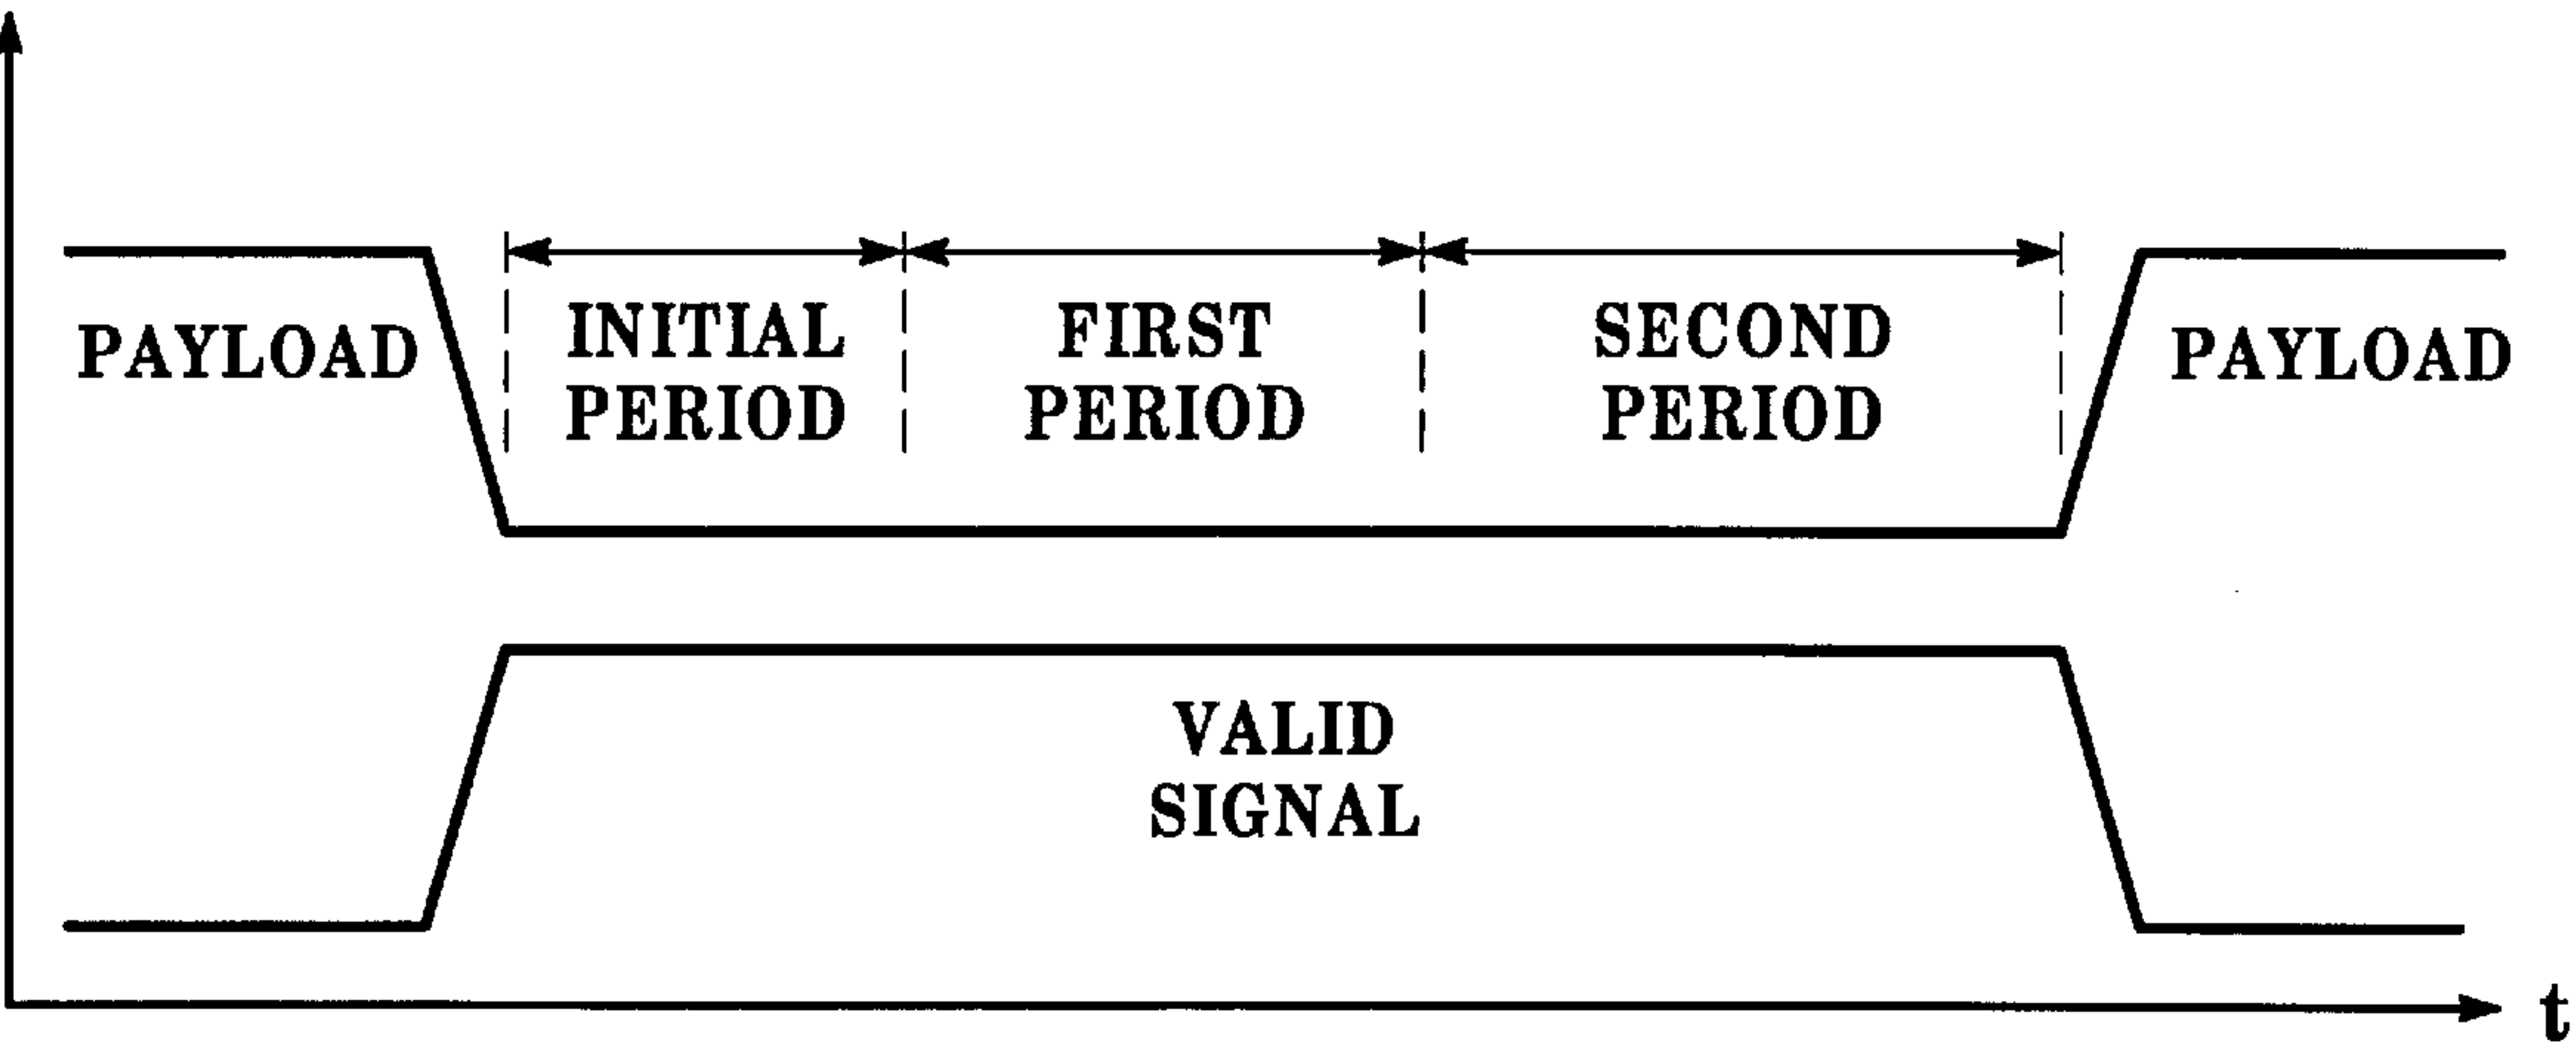 PAYLOAD
INITIAL
PERIOD
FIRST
PERIOD
SECOND
PERIOD
PAYLOAD
VALID
SIGNAL
t